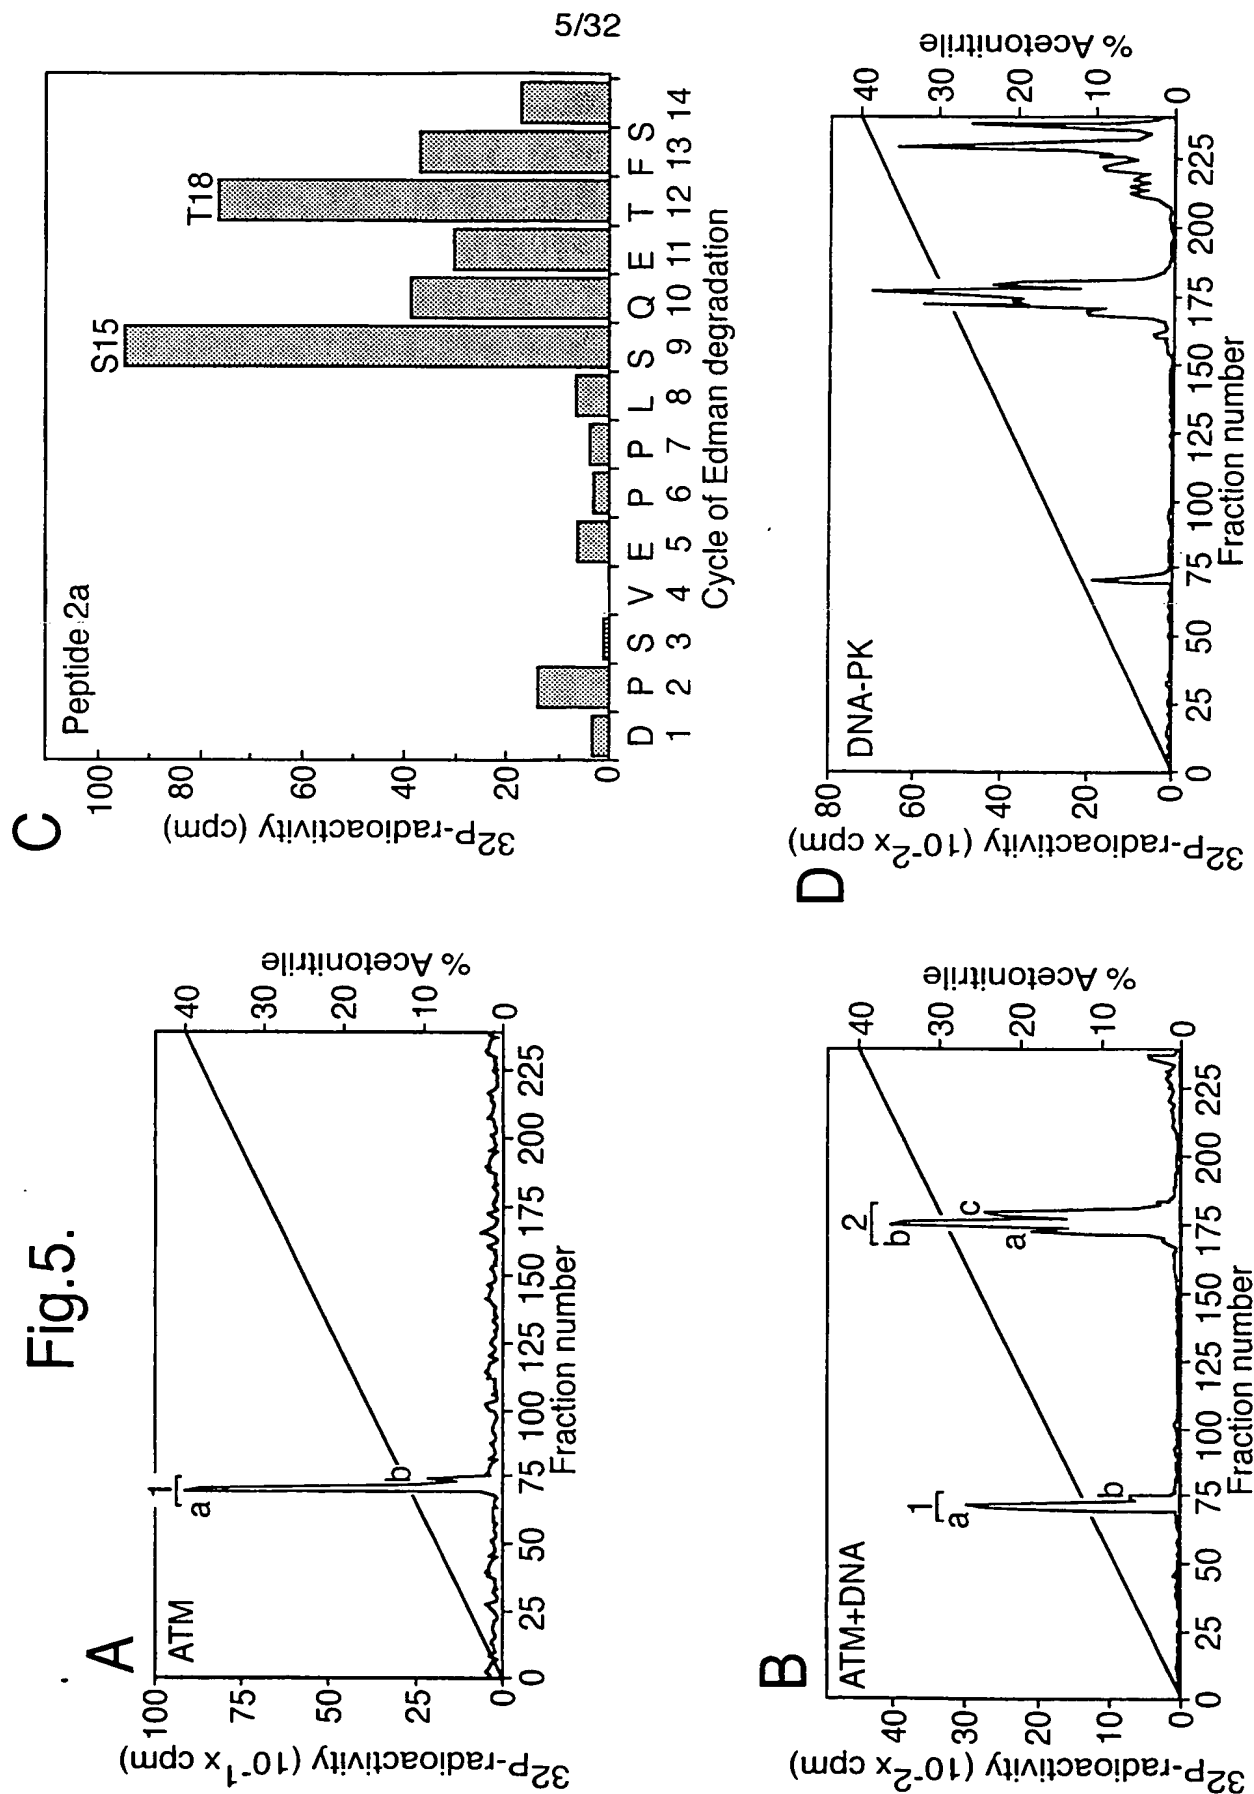 5/32
Fig.5.
A
ATM
32P-radioactivity (10-1x cpm)
100
75
50
25
0
1
a
b
0 25 50 75 100 125 150 175 200 225
Fraction number
40
30
20
10
0
% Acetonitrile
B
ATM+DNA
32P-radioactivity (10-2x cpm)
40
30
20
10
0
1
a
b
2
a
b
c
0 25 50 75 100 125 150 175 200 225
Fraction number
40
30
20
10
0
% Acetonitrile
C
Peptide 2a
32P-radioactivity (cpm)
100
80
60
40
20
0
S15
T18
D P S V E P P L S Q E T F S
1 2 3 4 5 6 7 8 9 10 11 12 13 14
Cycle of Edman degradation
D
DNA-PK
32P-radioactivity (10-2x cpm)
80
60
40
20
0
0 25 50 75 100 125 150 175 200 225
Fraction number
40
30
20
10
0
% Acetonitrile